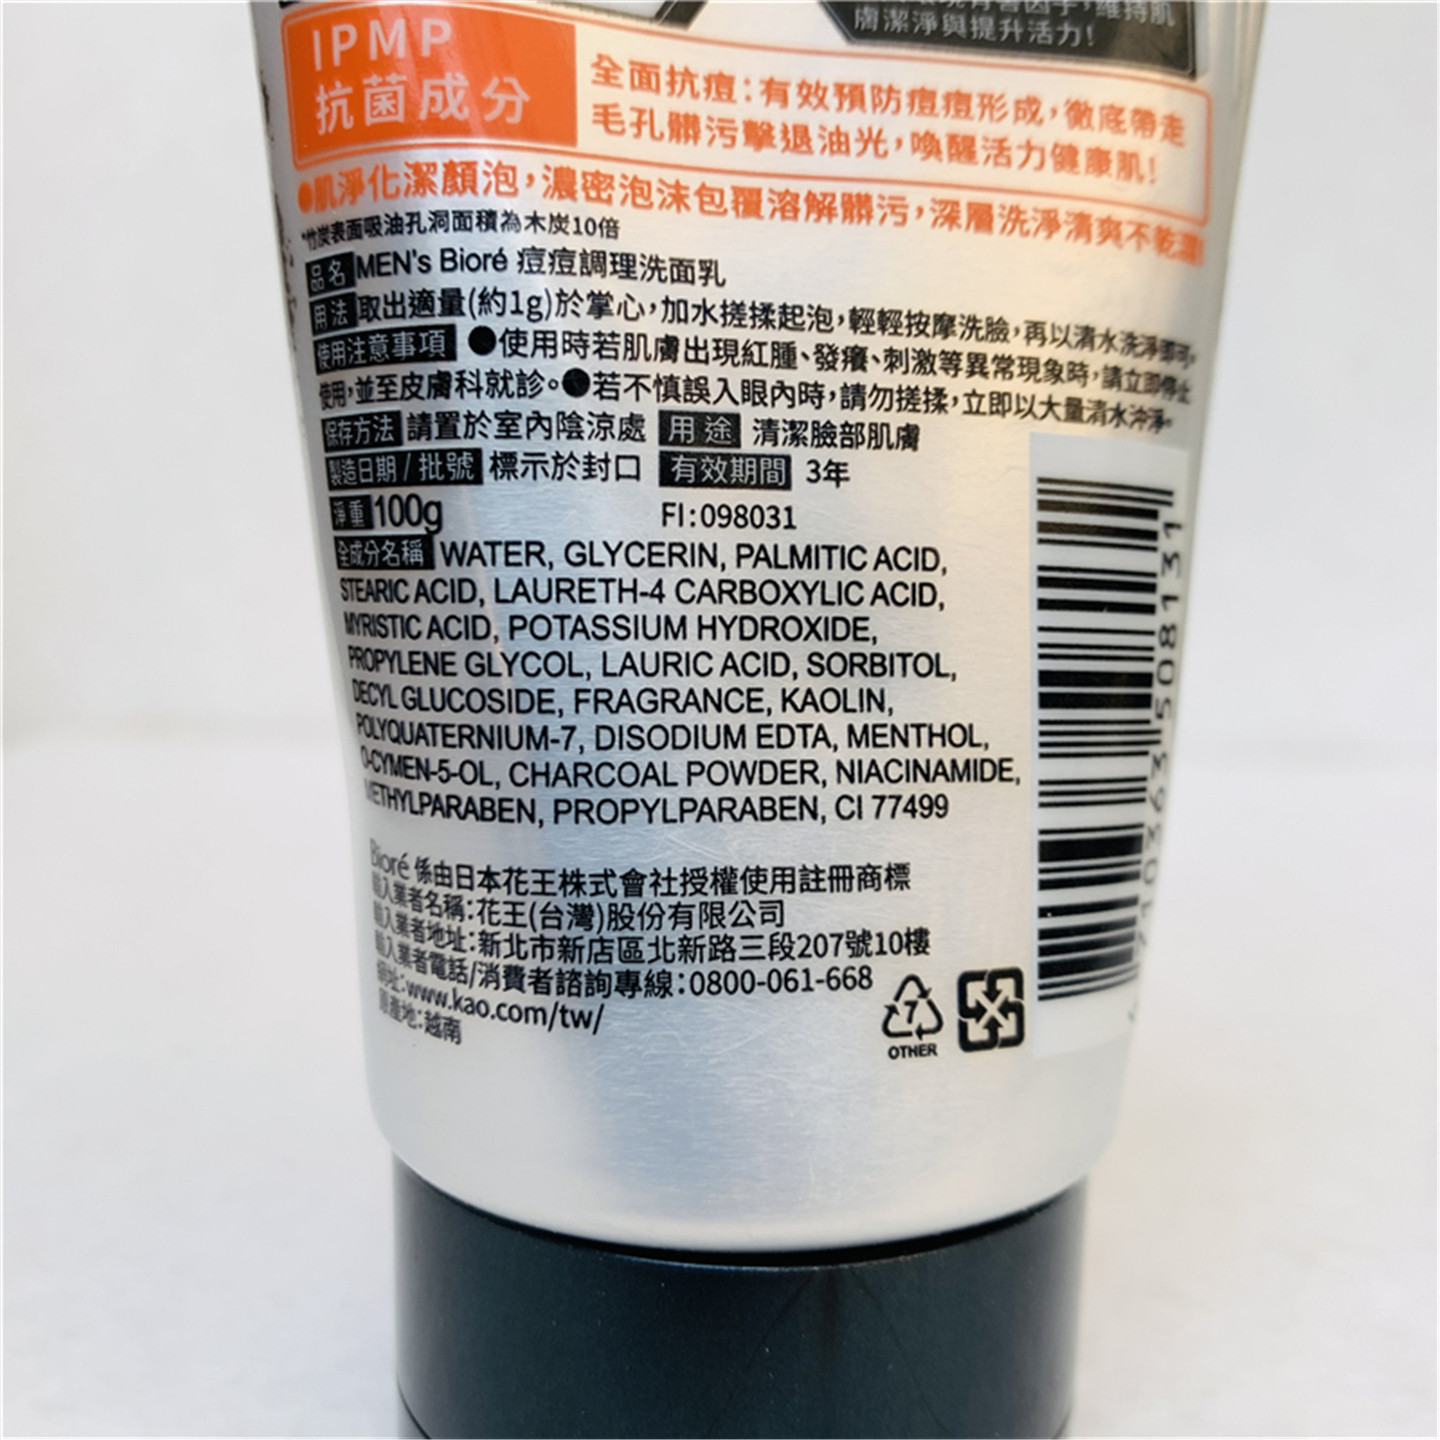 膚潔淨與提升活力!
IPMP
抗菌成分
全面抗痘:有效預防痘痘形成,徹底帶走
毛孔髒污擊退油光,喚醒活力健康肌!
●肌淨化潔顏泡,濃密泡沫包覆溶解髒污,深層洗淨清爽不乾澀!
*竹炭表面吸油孔洞面積為木炭10倍
品名 MEN's Bioré 痘痘調理洗面乳
用法 取出適量(約1g)於掌心,加水搓揉起泡,輕輕按摩洗臉,再以清水洗淨即可。
使用注意事項 ●使用時若肌膚出現紅腫、發癢、刺激等異常現象時,請立即停止
使用,並至皮膚科就診。●若不慎誤入眼內時,請勿搓揉,立即以大量清水沖淨。
保存方法 請置於室內陰涼處 用途 清潔臉部肌膚
製造日期/批號 標示於封口 有效期間 3年
淨重 100g FI:098031
全成分名稱 WATER, GLYCERIN, PALMITIC ACID,
STEARIC ACID, LAURETH-4 CARBOXYLIC ACID,
MYRISTIC ACID, POTASSIUM HYDROXIDE,
PROPYLENE GLYCOL, LAURIC ACID, SORBITOL,
DECYL GLUCOSIDE, FRAGRANCE, KAOLIN,
POLYQUATERNIUM-7, DISODIUM EDTA, MENTHOL,
O-CYMEN-5-OL, CHARCOAL POWDER, NIACINAMIDE,
METHYLPARABEN, PROPYLPARABEN, CI 77499
Bioré 係由日本花王株式會社授權使用註冊商標
輸入業者名稱:花王(台灣)股份有限公司
輸入業者地址:新北市新店區北新路三段207號10樓
輸入業者電話/消費者諮詢專線:0800-061-668
網址:www.kao.com/tw/
原產地:越南
7
OTHER